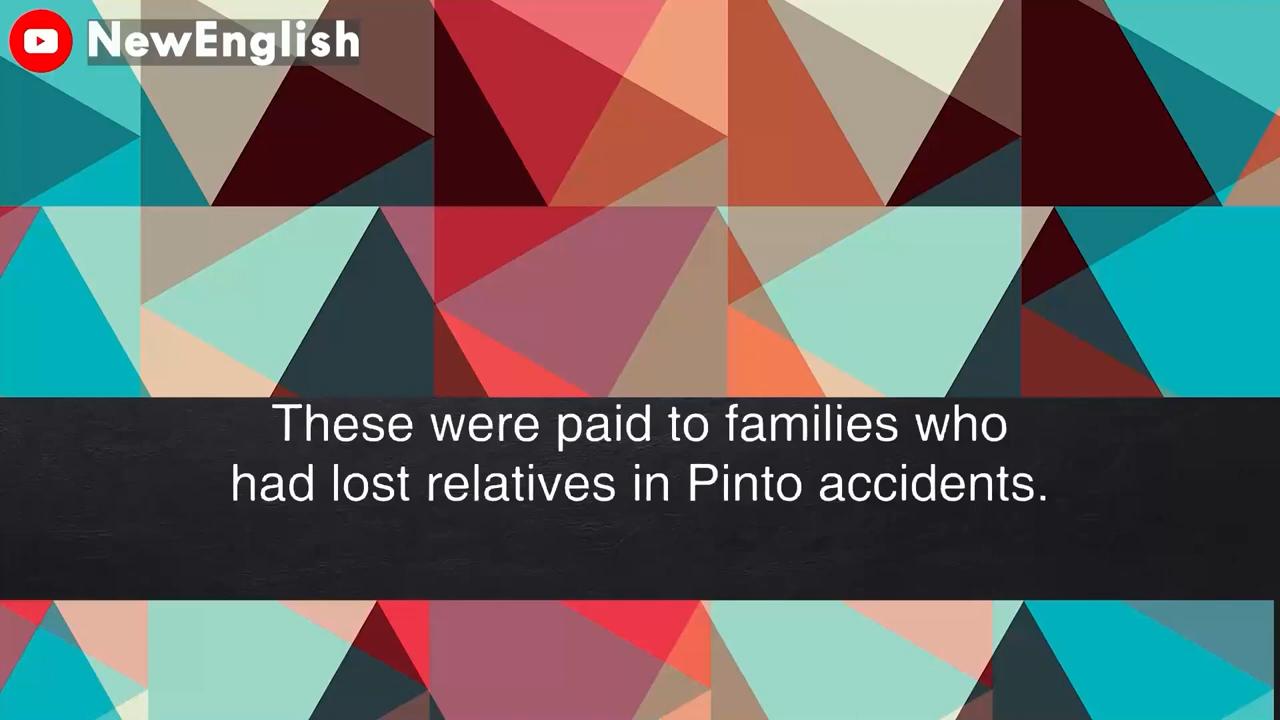 NewEnglish
These were paid to families who
had lost relatives in Pinto accidents.